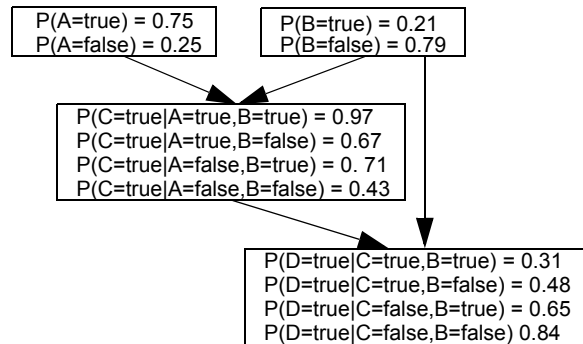 P(A=true) = 0.75
P(A=false) = 0.25
P(B=true) = 0.21
P(B=false) = 0.79
P(C=true|A=true,B=true) = 0.97
P(C=true|A=true,B=false) = 0.67
P(C=true|A=false,B=true) = 0. 71
P(C=true|A=false,B=false) = 0.43
P(D=true|C=true,B=true) = 0.31
P(D=true|C=true,B=false) = 0.48
P(D=true|C=false,B=true) = 0.65
P(D=true|C=false,B=false) 0.84